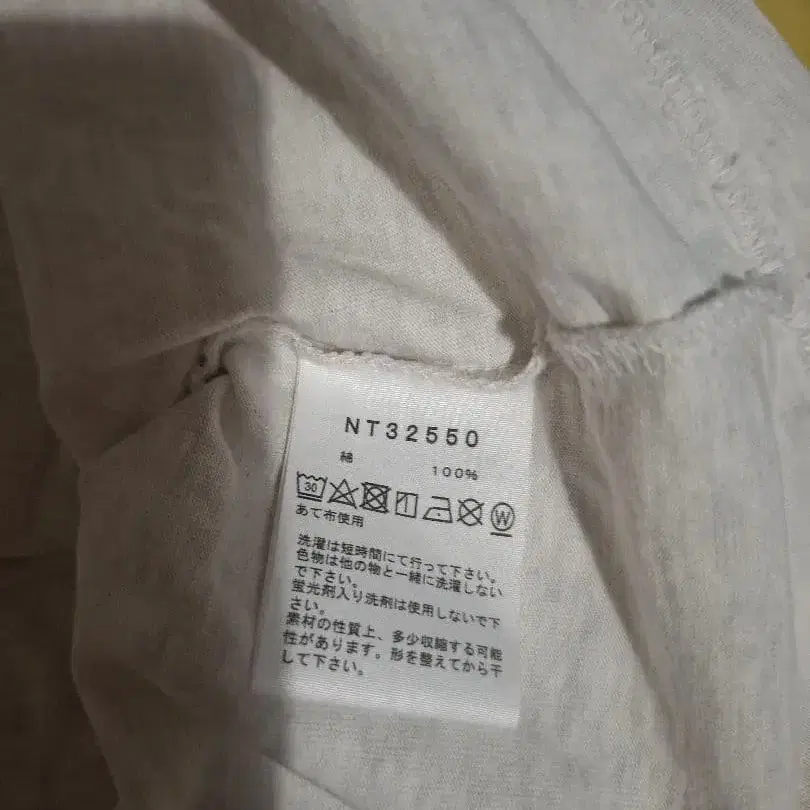 NT32550
綿 100%
30
W
あて布使用
洗濯は短時間にて行って下さい。
色物は他の物と一緒に洗濯しない
で下さい。
蛍光剤入り洗剤は使用しないで下
さい。
素材の性質上、多少収縮する可能
性があります。形を整えてから干
して下さい。